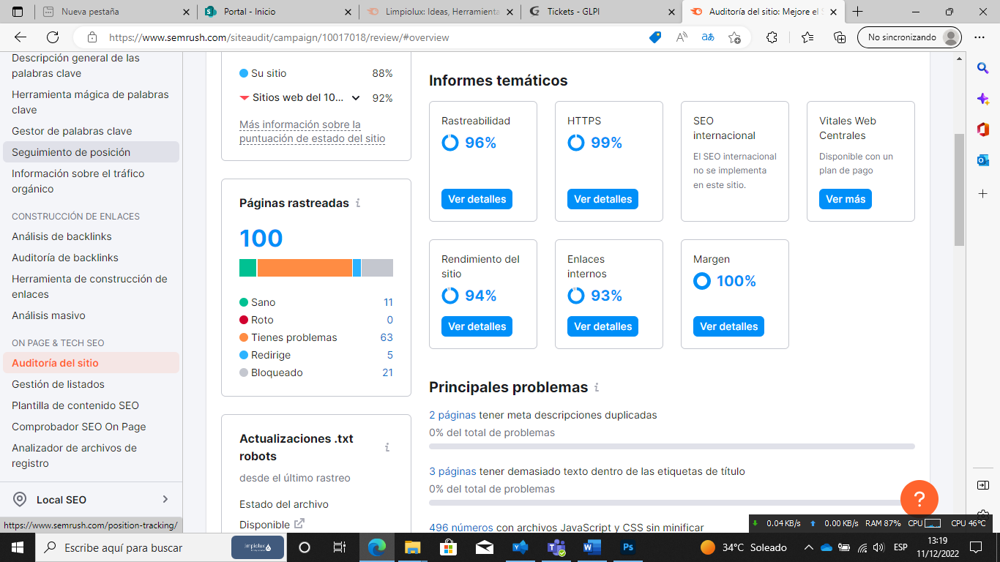 Nueva pestaña
Portal - Inicio
Limpiolux: Ideas, Herramienta
Tickets - GLPI
Auditoría del sitio: Mejore el S
https://www.semrush.com/siteaudit/campaign/10017018/review/#overview
No sincronizando
Descripción general de las
palabras clave
Herramienta mágica de palabras
clave
Gestor de palabras clave
Seguimiento de posición
Información sobre el tráfico
orgánico
CONSTRUCCIÓN DE ENLACES
Análisis de backlinks
Auditoría de backlinks
Herramienta de construcción de
enlaces
Análisis masivo
ON PAGE & TECH SEO
Auditoría del sitio
Gestión de listados
Plantilla de contenido SEO
Comprobador SEO On Page
Analizador de archivos de
registro
Local SEO
https://www.semrush.com/position-tracking/
Su sitio 88%
Sitios web del 10... 92%
Más información sobre la
puntuación de estado del sitio
Páginas rastreadas i
100
Sano 11
Roto 0
Tienes problemas 63
Redirige 5
Bloqueado 21
Actualizaciones .txt
robots i
desde el último rastreo
Estado del archivo
Disponible
Informes temáticos
Rastreabilidad
96%
Ver detalles
HTTPS
99%
Ver detalles
SEO
internacional
El SEO internacional
no se implementa
en este sitio.
Vitales Web
Centrales
Disponible con un
plan de pago
Ver más
Rendimiento del
sitio
94%
Ver detalles
Enlaces
internos
93%
Ver detalles
Margen
100%
Ver detalles
Principales problemas i
2 páginas tener meta descripciones duplicadas
0% del total de problemas
3 páginas tener demasiado texto dentro de las etiquetas de título
0% del total de problemas
496 números con archivos JavaScript y CSS sin minificar
?
0.04 KB/s 0.00 KB/s RAM 87% CPU CPU 46°C
Escribe aquí para buscar
limpiolux
34°C Soleado
ESP
13:19
11/12/2022